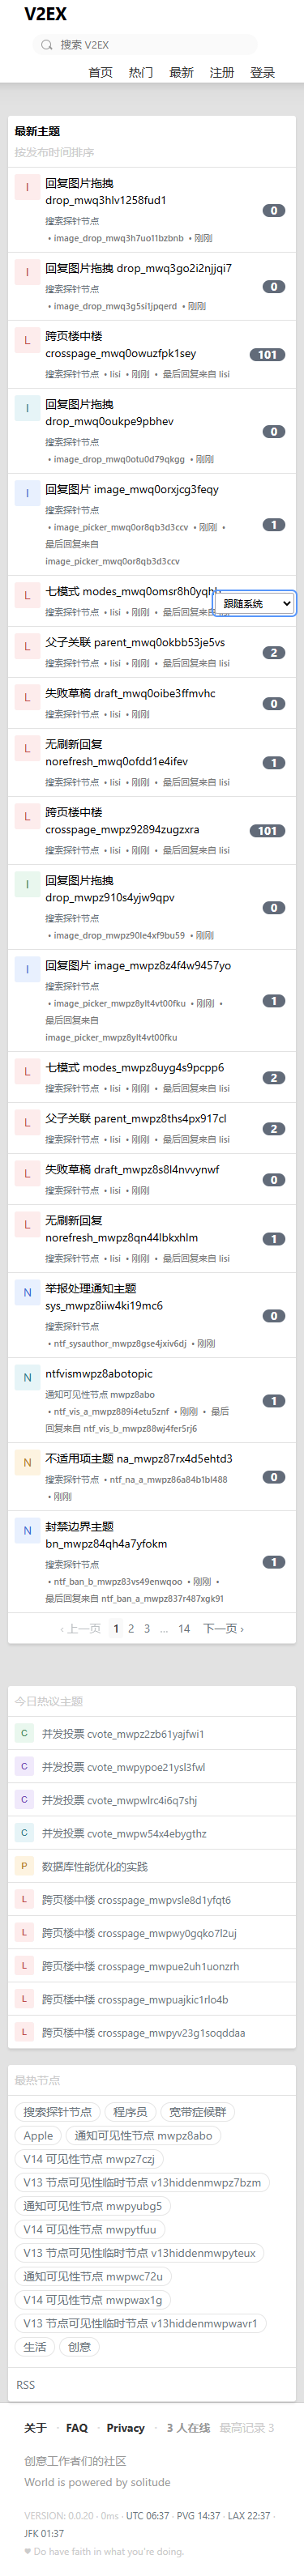 V2EX
搜索 V2EX
首页 热门 最新 注册 登录
最新主题
按发布时间排序
I
回复图片拖拽
drop_mwq3hlv1258fud1
搜索探针节点
• image_drop_mwq3h7uo11bzbnb • 刚刚
0
I
回复图片拖拽 drop_mwq3go2i2njjqi7
搜索探针节点
• image_drop_mwq3g5si1jpqerd • 刚刚
0
L
跨页楼中楼
crosspage_mwq0owuzfpk1sey
搜索探针节点 • lisi • 刚刚 • 最后回复来自 lisi
101
I
回复图片拖拽
drop_mwq0oukpe9pbhev
搜索探针节点
• image_drop_mwq0otu0d79qkgg • 刚刚
0
I
回复图片 image_mwq0orxjcg3feqy
搜索探针节点
• image_picker_mwq0or8qb3d3ccv • 刚刚 •
最后回复来自
image_picker_mwq0or8qb3d3ccv
1
L
七模式 modes_mwq0omsr8h0yqhl
搜索探针节点 • lisi • 刚刚 • 最后回复来自 lisi
跟随系统
L
父子关联 parent_mwq0okbb53je5vs
搜索探针节点 • lisi • 刚刚 • 最后回复来自 lisi
2
L
失败草稿 draft_mwq0oibe3ffmvhc
搜索探针节点 • lisi • 刚刚
0
L
无刷新回复
norefresh_mwq0ofdd1e4ifev
搜索探针节点 • lisi • 刚刚 • 最后回复来自 lisi
1
L
跨页楼中楼
crosspage_mwpz92894zugzxra
搜索探针节点 • lisi • 刚刚 • 最后回复来自 lisi
101
I
回复图片拖拽
drop_mwpz910s4yjw9qpv
搜索探针节点
• image_drop_mwpz90le4xf9bu59 • 刚刚
0
I
回复图片 image_mwpz8z4f4w9457yo
搜索探针节点
• image_picker_mwpz8ylt4vt00fku • 刚刚 •
最后回复来自
image_picker_mwpz8ylt4vt00fku
1
L
七模式 modes_mwpz8uyg4s9pcpp6
搜索探针节点 • lisi • 刚刚 • 最后回复来自 lisi
2
L
父子关联 parent_mwpz8ths4px917cl
搜索探针节点 • lisi • 刚刚 • 最后回复来自 lisi
2
L
失败草稿 draft_mwpz8s8l4nvvynwf
搜索探针节点 • lisi • 刚刚
0
L
无刷新回复
norefresh_mwpz8qn44lbkxhlm
搜索探针节点 • lisi • 刚刚 • 最后回复来自 lisi
1
N
举报处理通知主题
sys_mwpz8iiw4ki19mc6
搜索探针节点
• ntf_sysauthor_mwpz8gse4jxiv6dj • 刚刚
0
N
ntfvismwpz8abotopic
通知可见性节点 mwpz8abo
• ntf_vis_a_mwpz889i4etu5znf • 刚刚 • 最后
回复来自 ntf_vis_b_mwpz88wj4fer5rj6
1
N
不适用项主题 na_mwpz87rx4d5ehtd3
搜索探针节点 • ntf_na_a_mwpz86a84b1bl488
• 刚刚
0
N
封禁边界主题
bn_mwpz84qh4a7yfokm
搜索探针节点
• ntf_ban_b_mwpz83vs49enwqoo • 刚刚 •
最后回复来自 ntf_ban_a_mwpz837r487xgk91
1
‹ 上一页 1 2 3 ... 14 下一页 ›
今日热议主题
C 并发投票 cvote_mwpz2zb61yajfwi1
C 并发投票 cvote_mwpypoe21ysl3fwl
C 并发投票 cvote_mwpwlrc4i6q7shj
C 并发投票 cvote_mwpw54x4ebygthz
P 数据库性能优化的实践
L 跨页楼中楼 crosspage_mwpvsle8d1yfqt6
L 跨页楼中楼 crosspage_mwpwy0gqko7l2uj
L 跨页楼中楼 crosspage_mwpue2uh1uonzrh
L 跨页楼中楼 crosspage_mwpuajkic1rlo4b
L 跨页楼中楼 crosspage_mwpyv23g1soqddaa
最热节点
搜索探针节点 程序员 宽带症候群
Apple 通知可见性节点 mwpz8abo
V14 可见性节点 mwpz7czj
V13 节点可见性临时节点 v13hiddenmwpz7bzm
通知可见性节点 mwpyubg5
V14 可见性节点 mwpytfuu
V13 节点可见性临时节点 v13hiddenmwpyteux
通知可见性节点 mwpwc72u
V14 可见性节点 mwpwax1g
V13 节点可见性临时节点 v13hiddenmwpwavr1
生活 创意
RSS
关于 · FAQ · Privacy · 3 人在线 最高记录 3
创意工作者们的社区
World is powered by solitude
VERSION: 0.0.20 · 0ms · UTC 06:37 · PVG 14:37 · LAX 22:37 ·
JFK 01:37
♥ Do have faith in what you're doing.